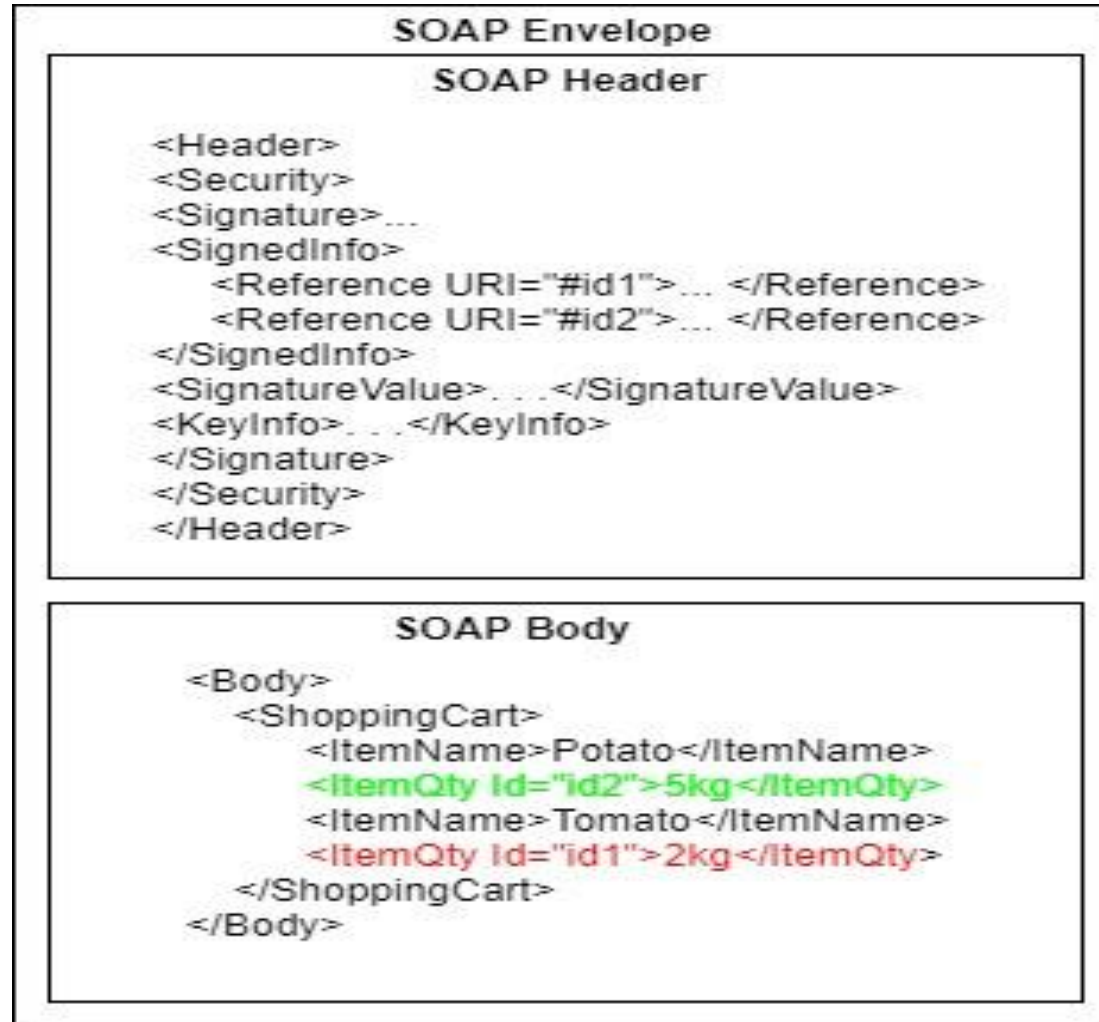 SOAP Envelope
SOAP Header
<Header>
<Security>
<Signature>...
<SignedInfo>
<Reference URI="#id1">... </Reference>
<Reference URI="#id2">... </Reference>
</SignedInfo>
<SignatureValue>. . .</SignatureValue>
<KeyInfo>. . .</KeyInfo>
</Signature>
</Security>
</Header>
SOAP Body
<Body>
<ShoppingCart>
<ItemName>Potato</ItemName>
<ItemQty Id="id2">5kg</ItemQty>
<ItemName>Tomato</ItemName>
<ItemQty Id="id1">2kg</ItemQty>
</ShoppingCart>
</Body>